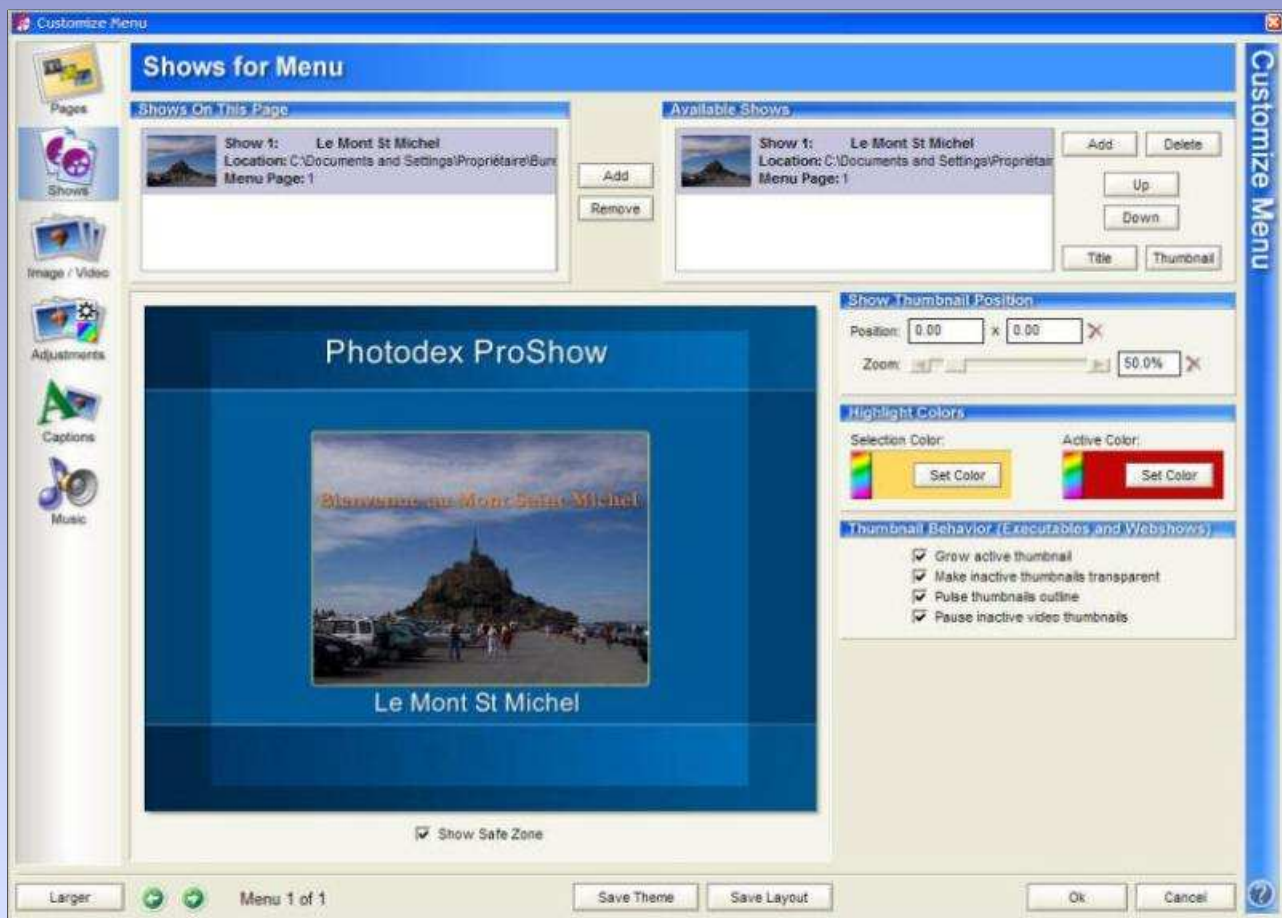 Customize Menu
Pages
Shows
Image / Video
Adjustments
Captions
Music
Shows for Menu
Shows On This Page
Show 1: Le Mont St Michel
Location: C:\Documents and Settings\Propriétaire\Bure
Menu Page: 1
Add
Remove
Available Shows
Show 1: Le Mont St Michel
Location: C:\Documents and Settings\Propriétair
Menu Page: 1
Add Delete
Up
Down
Title Thumbnail
Photodex ProShow
Bienvenue au Mont Saint Michel
Le Mont St Michel
Show Safe Zone
Show Thumbnail Position
Position: 0.00 x 0.00
Zoom: 50.0%
Highlight Colors
Selection Color: Active Color:
Set Color Set Color
Thumbnail Behavior (Executables and Webshows)
Grow active thumbnail
Make inactive thumbnails transparent
Pulse thumbnails outline
Pause inactive video thumbnails
Customize Menu
Larger Menu 1 of 1 Save Theme Save Layout Ok Cancel
?